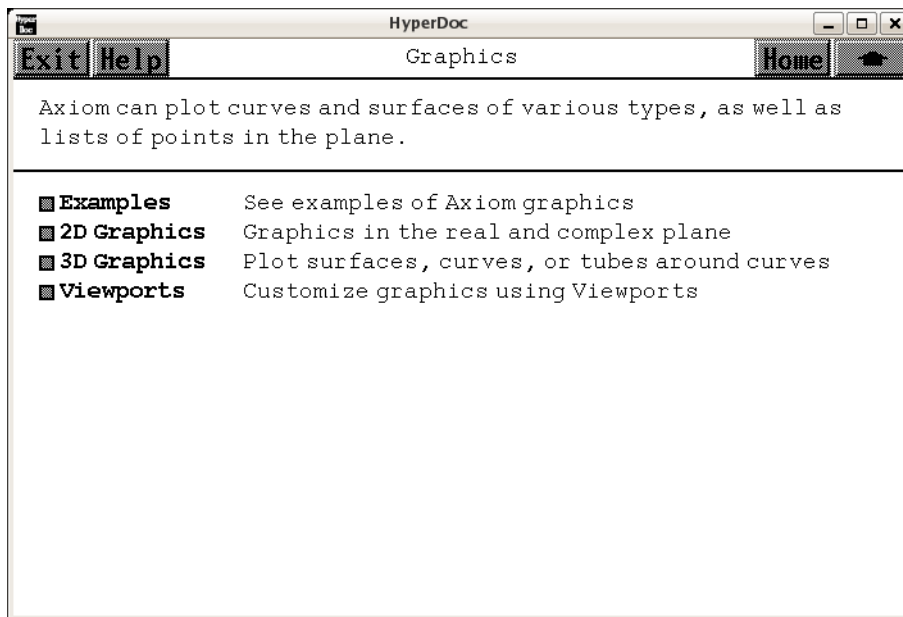 Hyper Doc HyperDoc
Exit Help Graphics Home
Axiom can plot curves and surfaces of various types, as well as
lists of points in the plane.
Examples See examples of Axiom graphics
2D Graphics Graphics in the real and complex plane
3D Graphics Plot surfaces, curves, or tubes around curves
Viewports Customize graphics using Viewports